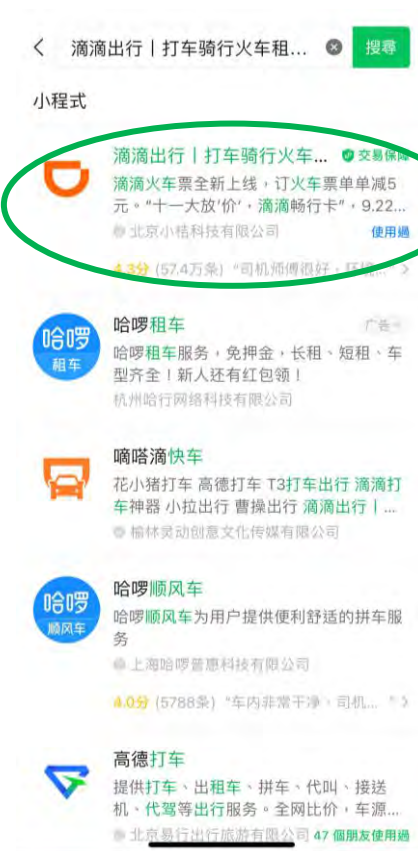 滴滴出行丨打车骑行火车租...
搜尋
小程式
滴滴出行丨打车骑行火车... 交易保障
滴滴火车票全新上线，订火车票单单减5
元。“十一大放'价'，滴滴畅行卡”，9.22...
北京小桔科技有限公司 使用過
4.3分 (57.4万条) “司机师傅很好，环境...
哈啰租车 广告
哈啰
租车
哈啰租车服务，免押金，长租、短租、车
型齐全！新人还有红包领！
杭州哈行网络科技有限公司
嘀嗒滴快车
花小猪打车 高德打车 T3打车出行 滴滴打
车神器 小拉出行 曹操出行 滴滴出行丨...
榆林灵动创意文化传媒有限公司
哈啰顺风车
哈啰
顺风车
哈啰顺风车为用户提供便利舒适的拼车服
务
上海哈啰普惠科技有限公司
4.0分 (5788条) “车内非常干净，司机... ”
高德打车
提供打车、出租车、拼车、代叫、接送
机、代驾等出行服务。全网比价，车源...
北京易行出行旅游有限公司 47 個朋友使用過